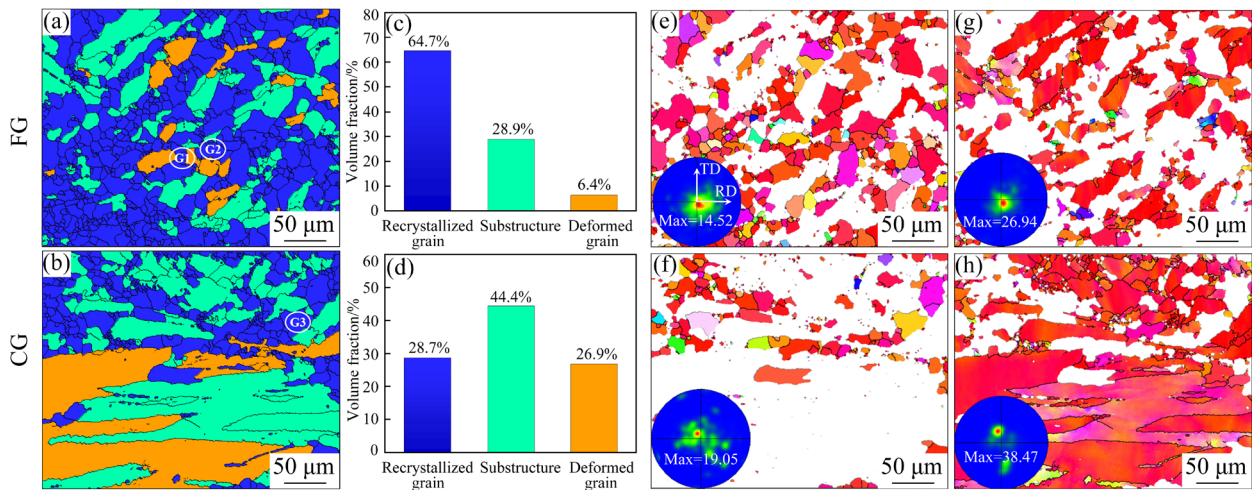 FG
(a)
G1
G2
50 μm
(c)
Volume fraction/%
80
70
60
50
40
30
20
10
0
64.7%
28.9%
6.4%
Recrystallized
grain
Substructure
Deformed
grain
(e)
TD
RD
Max=14.52
50 μm
(g)
Max=26.94
50 μm
CG
(b)
G3
50 μm
(d)
Volume fraction/%
60
50
40
30
20
10
0
28.7%
44.4%
26.9%
Recrystallized
grain
Substructure
Deformed
grain
(f)
Max=19.05
50 μm
(h)
Max=38.47
50 μm